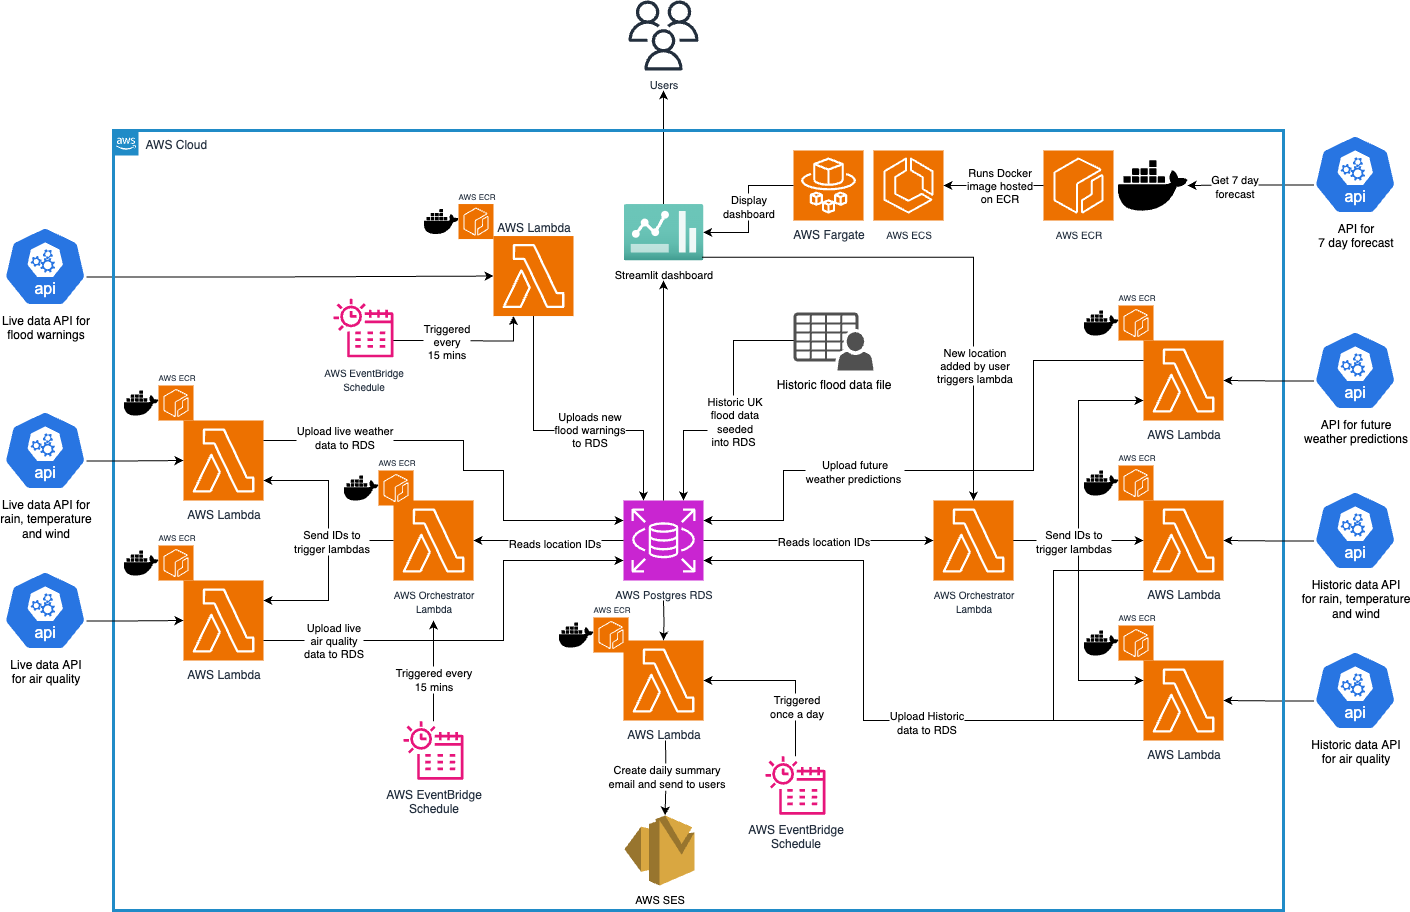 Users
aws
AWS Cloud
api
API for
7 day forecast
Get 7 day
forecast
AWS ECR
Runs Docker
image hosted
on ECR
AWS ECS
AWS Fargate
Display
dashboard
Streamlit dashboard
AWS ECR
AWS Lambda
api
Live data API for
flood warnings
AWS EventBridge
Schedule
Triggered
every
15 mins
Uploads new
flood warnings
to RDS
Historic flood data file
Historic UK
flood data
seeded
into RDS
New location
added by user
triggers lambda
AWS ECR
AWS Lambda
api
API for future
weather predictions
Upload future
weather predictions
AWS ECR
AWS Lambda
api
Live data API for
rain, temperature
and wind
Upload live weather
data to RDS
AWS ECR
AWS Orchestrator
Lambda
Send IDs to
trigger lambdas
Reads location IDs
AWS Postgres RDS
Reads location IDs
AWS Orchestrator
Lambda
Send IDs to
trigger lambdas
AWS ECR
AWS Lambda
api
Historic data API
for rain, temperature
and wind
AWS ECR
AWS Lambda
api
Live data API
for air quality
Upload live
air quality
data to RDS
Triggered every
15 mins
AWS EventBridge
Schedule
AWS ECR
AWS Lambda
Triggered
once a day
AWS EventBridge
Schedule
Create daily summary
email and send to users
AWS SES
Upload Historic
data to RDS
AWS ECR
AWS Lambda
api
Historic data API
for air quality